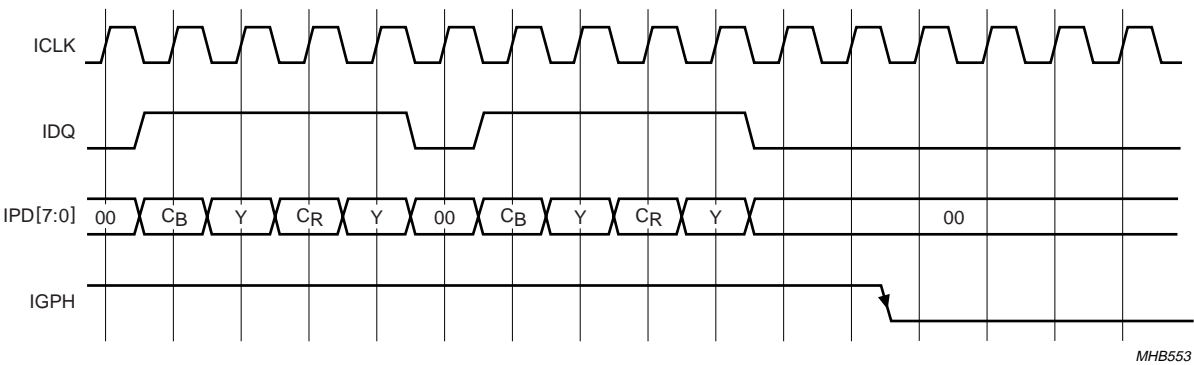 ICLK
IDQ
IPD[7:0] 00 CB Y CR Y 00 CB Y CR Y 00
IGPH
MHB553